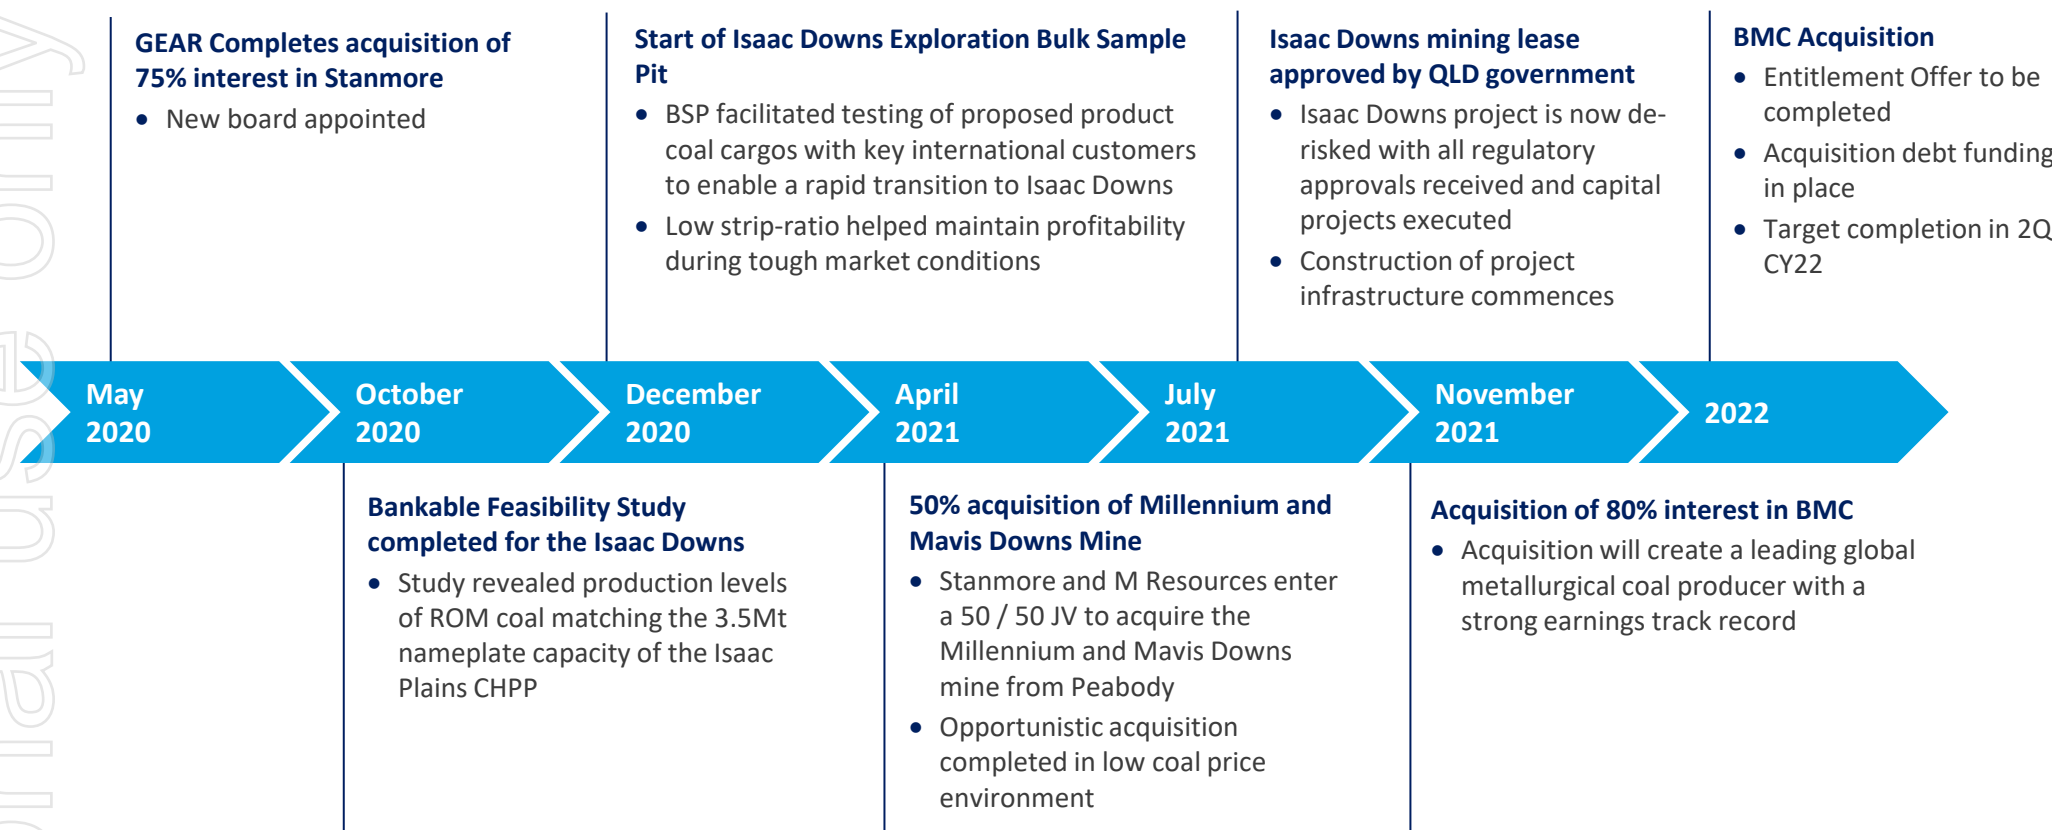 GEAR Completes acquisition of
75% interest in Stanmore
• New board appointed
Start of Isaac Downs Exploration Bulk Sample
Pit
• BSP facilitated testing of proposed product
coal cargos with key international customers
to enable a rapid transition to Isaac Downs
• Low strip-ratio helped maintain profitability
during tough market conditions
Isaac Downs mining lease
approved by QLD government
• Isaac Downs project is now de-
risked with all regulatory
approvals received and capital
projects executed
• Construction of project
infrastructure commences
BMC Acquisition
• Entitlement Offer to be
completed
• Acquisition debt funding
in place
• Target completion in 2Q
CY22
May
2020
October
2020
December
2020
April
2021
July
2021
November
2021
2022
Bankable Feasibility Study
completed for the Isaac Downs
• Study revealed production levels
of ROM coal matching the 3.5Mt
nameplate capacity of the Isaac
Plains CHPP
50% acquisition of Millennium and
Mavis Downs Mine
• Stanmore and M Resources enter
a 50 / 50 JV to acquire the
Millennium and Mavis Downs
mine from Peabody
• Opportunistic acquisition
completed in low coal price
environment
Acquisition of 80% interest in BMC
• Acquisition will create a leading global
metallurgical coal producer with a
strong earnings track record
use only